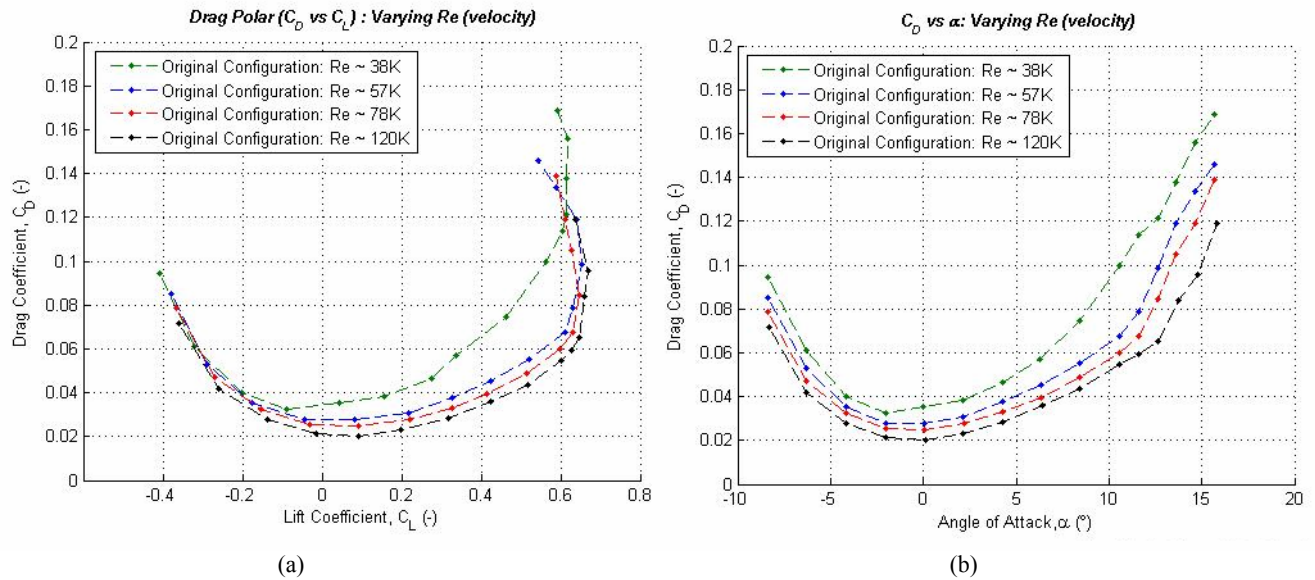 Drag Polar (C_D vs C_L) : Varying Re (velocity)
0.2
0.18
0.16
0.14
0.12
0.1
0.08
0.06
0.04
0.02
0
Drag Coefficient, C_D (-)
Original Configuration: Re ~ 38K
Original Configuration: Re ~ 57K
Original Configuration: Re ~ 78K
Original Configuration: Re ~ 120K
-0.4 -0.2 0 0.2 0.4 0.6 0.8
Lift Coefficient, C_L (-)
(a)
C_D vs α: Varying Re (velocity)
0.2
0.18
0.16
0.14
0.12
0.1
0.08
0.06
0.04
0.02
0
Drag Coefficient, C_D (-)
Original Configuration: Re ~ 38K
Original Configuration: Re ~ 57K
Original Configuration: Re ~ 78K
Original Configuration: Re ~ 120K
-10 -5 0 5 10 15 20
Angle of Attack,α (°)
(b)